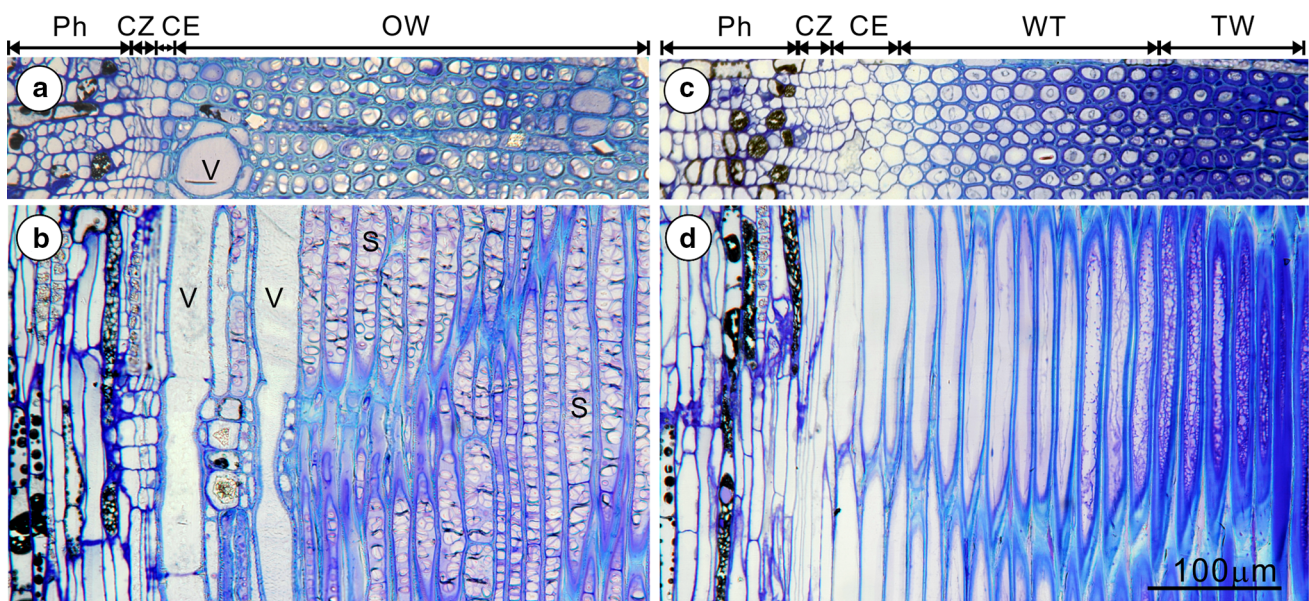 Ph CZ CE OW Ph CZ CE WT TW
a c
V
b d
S
V V
S
100μm